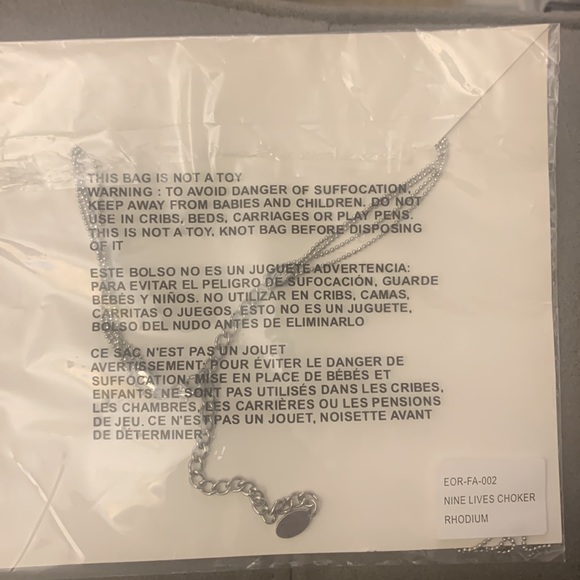 THIS BAG IS NOT A TOY
WARNING : TO AVOID DANGER OF SUFFOCATION,
KEEP AWAY FROM BABIES AND CHILDREN. DO NOT
USE IN CRIBS, BEDS, CARRIAGES OR PLAY PENS.
THIS IS NOT A TOY, KNOT BAG BEFORE DISPOSING
OF IT
ESTE BOLSO NO ES UN JUGUETE ADVERTENCIA:
PARA EVITAR EL PELIGRO DE SUFOCACIÓN, GUARDE
BEBÉS Y NIÑOS. NO UTILIZAR EN CRIBS, CAMAS,
CARRITAS O JUEGOS. ESTO NO ES UN JUGUETE,
BOLSO DEL NUDO ANTES DE ELIMINARLO
CE SAC N'EST PAS UN JOUET
AVERTISSEMENT POUR ÉVITER LE DANGER DE
SUFFOCATION, MISE EN PLACE DE BÉBÉS ET
ENFANTS. NE SONT PAS UTILISÉS DANS LES CRIBES,
LES CHAMBRES, LES CARRIÈRES OU LES PENSIONS
DE JEU. CE N'EST PAS UN JOUET, NOISETTE AVANT
DE DÉTERMINER
EOR-FA-002
NINE LIVES CHOKER
RHODIUM